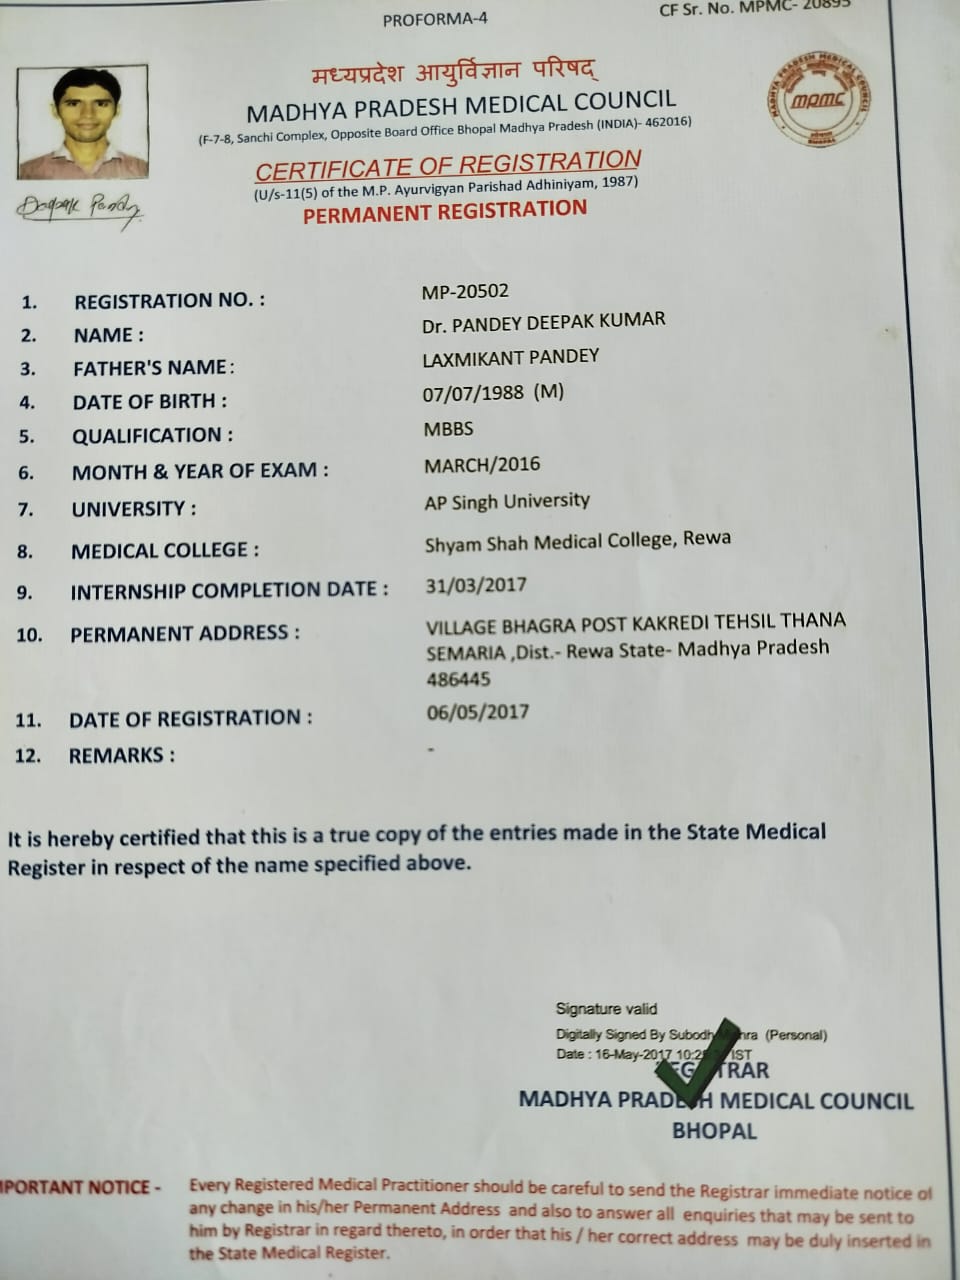 PROFORMA-4
CF Sr. No. MPMC- 20895
मध्यप्रदेश आयुर्विज्ञान परिषद्
MADHYA PRADESH MEDICAL COUNCIL
(F-7-8, Sanchi Complex, Opposite Board Office Bhopal Madhya Pradesh (INDIA)- 462016)
MADHYA PRADESH MEDICAL COUNCIL
mpmc
BHOPAL
CERTIFICATE OF REGISTRATION
(U/s-11(5) of the M.P. Ayurvigyan Parishad Adhiniyam, 1987)
PERMANENT REGISTRATION
Deepak Pandey
1. REGISTRATION NO. : MP-20502
2. NAME : Dr. PANDEY DEEPAK KUMAR
3. FATHER'S NAME : LAXMIKANT PANDEY
4. DATE OF BIRTH : 07/07/1988 (M)
5. QUALIFICATION : MBBS
6. MONTH & YEAR OF EXAM : MARCH/2016
7. UNIVERSITY : AP Singh University
8. MEDICAL COLLEGE : Shyam Shah Medical College, Rewa
9. INTERNSHIP COMPLETION DATE : 31/03/2017
10. PERMANENT ADDRESS : VILLAGE BHAGRA POST KAKREDI TEHSIL THANA
SEMARIA ,Dist.- Rewa State- Madhya Pradesh
486445
11. DATE OF REGISTRATION : 06/05/2017
12. REMARKS : -
It is hereby certified that this is a true copy of the entries made in the State Medical
Register in respect of the name specified above.
Signature valid
Digitally Signed By Subodh (Personal)
Date : 16-May-2017 IST
REGISTRAR
MADHYA PRADESH MEDICAL COUNCIL
BHOPAL
IMPORTANT NOTICE - Every Registered Medical Practitioner should be careful to send the Registrar immediate notice of
any change in his/her Permanent Address and also to answer all enquiries that may be sent to
him by Registrar in regard thereto, in order that his / her correct address may be duly inserted in
the State Medical Register.